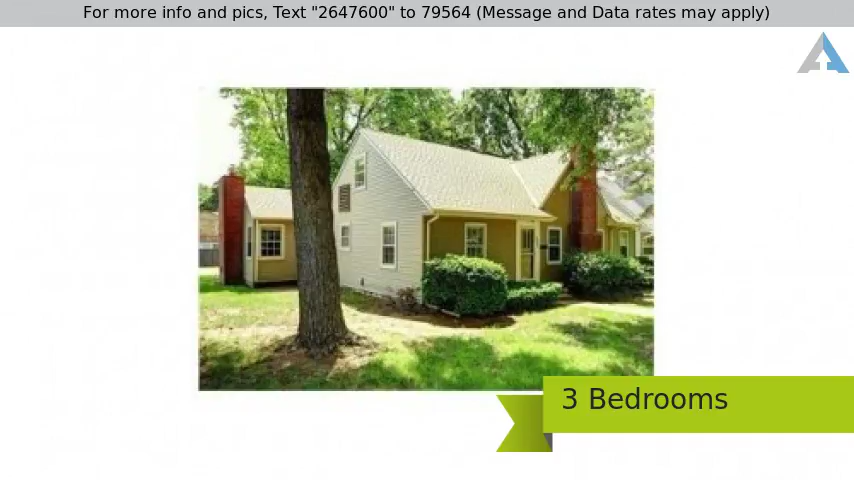 For more info and pics, Text "2647600" to 79564 (Message and Data rates may apply)
3 Bedrooms